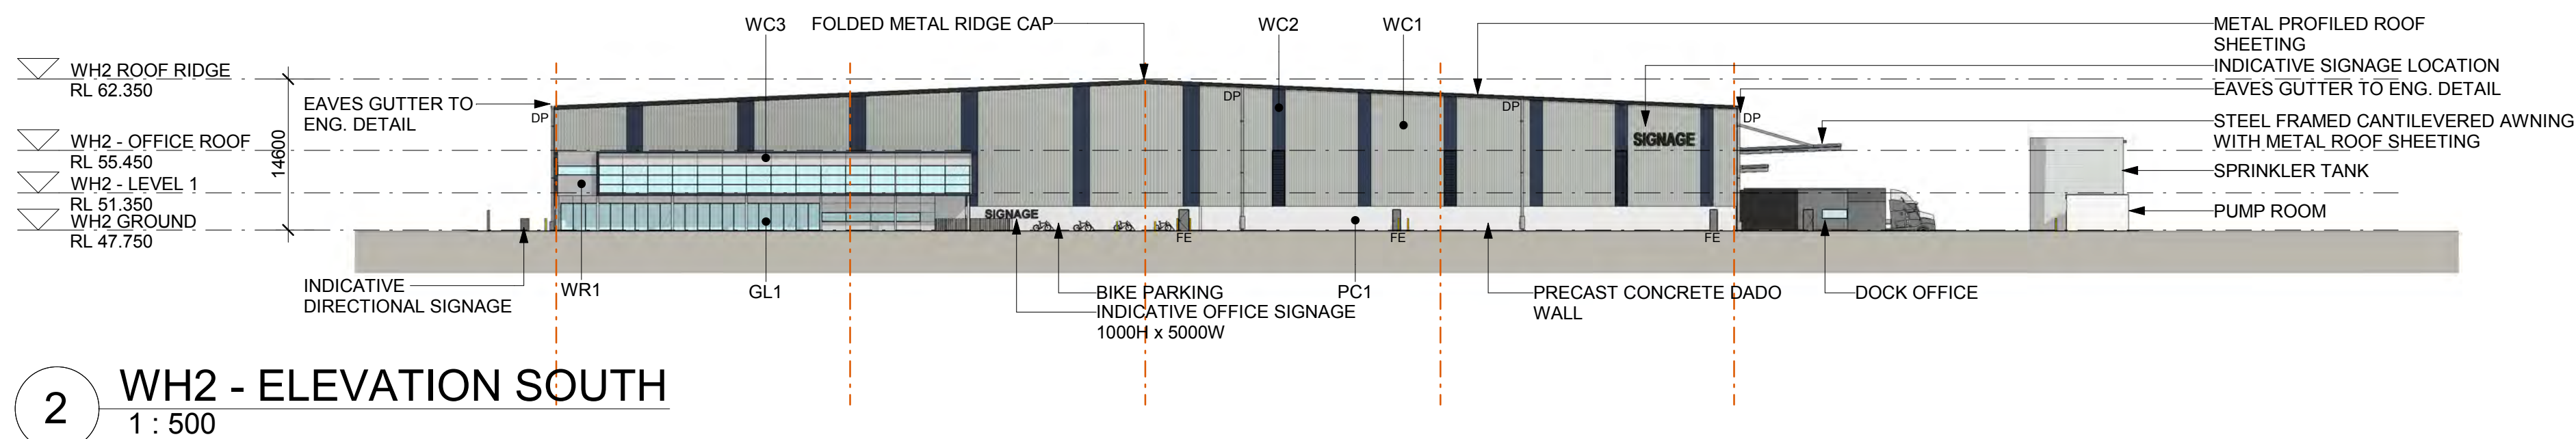 WC3
FOLDED METAL RIDGE CAP
WC2
WC1
METAL PROFILED ROOF
SHEETING
INDICATIVE SIGNAGE LOCATION
EAVES GUTTER TO ENG. DETAIL
STEEL FRAMED CANTILEVERED AWNING
WITH METAL ROOF SHEETING
SPRINKLER TANK
PUMP ROOM
WH2 ROOF RIDGE
RL 62.350
WH2 - OFFICE ROOF
RL 55.450
WH2 - LEVEL 1
RL 51.350
WH2 GROUND
RL 47.750
14600
EAVES GUTTER TO
ENG. DETAIL
DP
DP
DP
DP
SIGNAGE
SIGNAGE
FE
FE
FE
INDICATIVE
DIRECTIONAL SIGNAGE
WR1
GL1
BIKE PARKING
INDICATIVE OFFICE SIGNAGE
1000H x 5000W
PC1
PRECAST CONCRETE DADO
WALL
DOCK OFFICE
2
WH2 - ELEVATION SOUTH
1 : 500